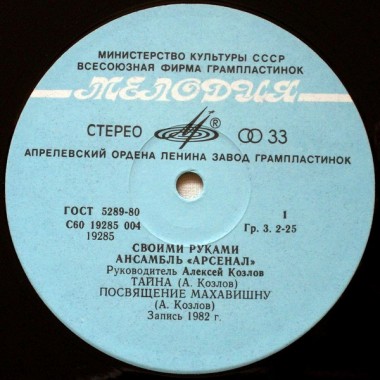 МИНИСТЕРСТВО КУЛЬТУРЫ СССР
ВСЕСОЮЗНАЯ ФИРМА ГРАМПЛАСТИНОК
МЕЛОДИЯ
СТЕРЕО ® 33
АПРЕЛЕВСКИЙ ОРДЕНА ЛЕНИНА ЗАВОД ГРАМПЛАСТИНОК
ГОСТ 5289-80 1
С60 19285 004 Гр. 3. 2-25
19285
СВОИМИ РУКАМИ
АНСАМБЛЬ «АРСЕНАЛ»
Руководитель Алексей Козлов
ТАЙНА (А. Козлов)
ПОСВЯЩЕНИЕ МАХАВИШНУ
(А. Козлов)
Запись 1982 г.